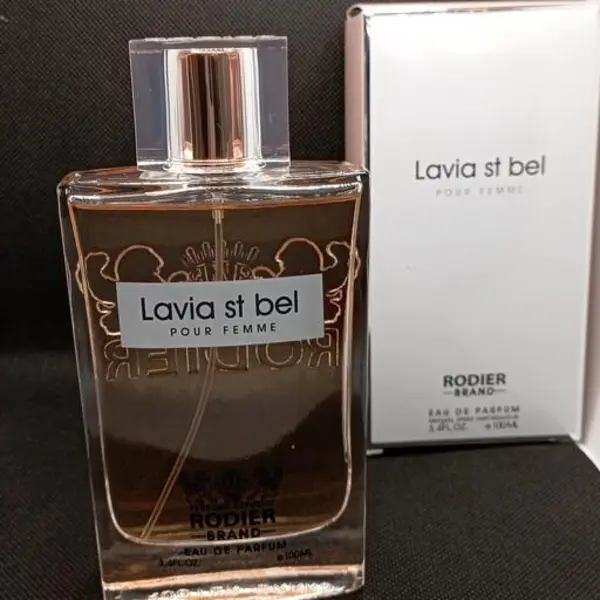 Lavia st bel
POUR FEMME
RODIER
RODIER
BRAND
EAU DE PARFUM
3.4FL.OZ. ℮100ML
Lavia st bel
POUR FEMME
RODIER
BRAND
EAU DE PARFUM
3.4FL.OZ. ℮100ML